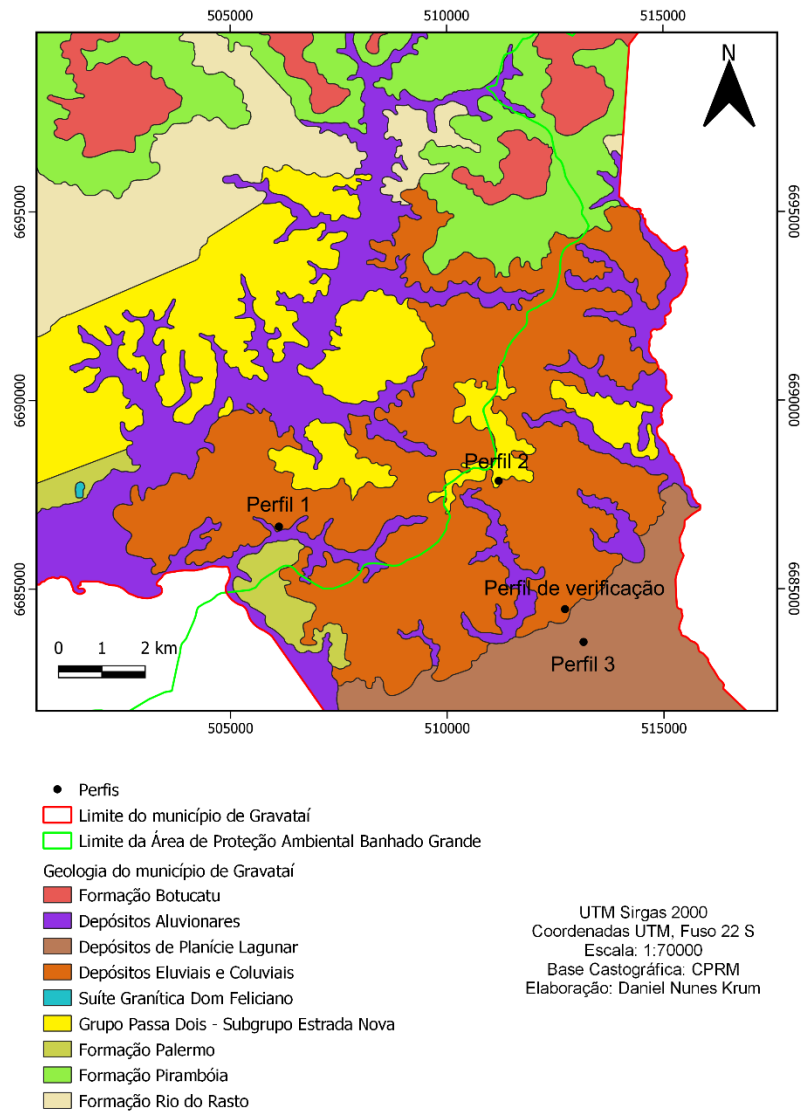 505000 510000 515000
N
6695000 6695000
6690000 6690000
Perfil 2
Perfil 1
6685000 6685000
Perfil de verificação
0 1 2 km
Perfil 3
505000 510000 515000
Perfis
Limite do município de Gravataí
Limite da Área de Proteção Ambiental Banhado Grande
Geologia do município de Gravataí
Formação Botucatu
Depósitos Aluvionares
Depósitos de Planície Lagunar
Depósitos Eluviais e Coluviais
Suíte Granítica Dom Feliciano
Grupo Passa Dois - Subgrupo Estrada Nova
Formação Palermo
Formação Pirambóia
Formação Rio do Rasto
UTM Sirgas 2000
Coordenadas UTM, Fuso 22 S
Escala: 1:70000
Base Castográfica: CPRM
Elaboração: Daniel Nunes Krum